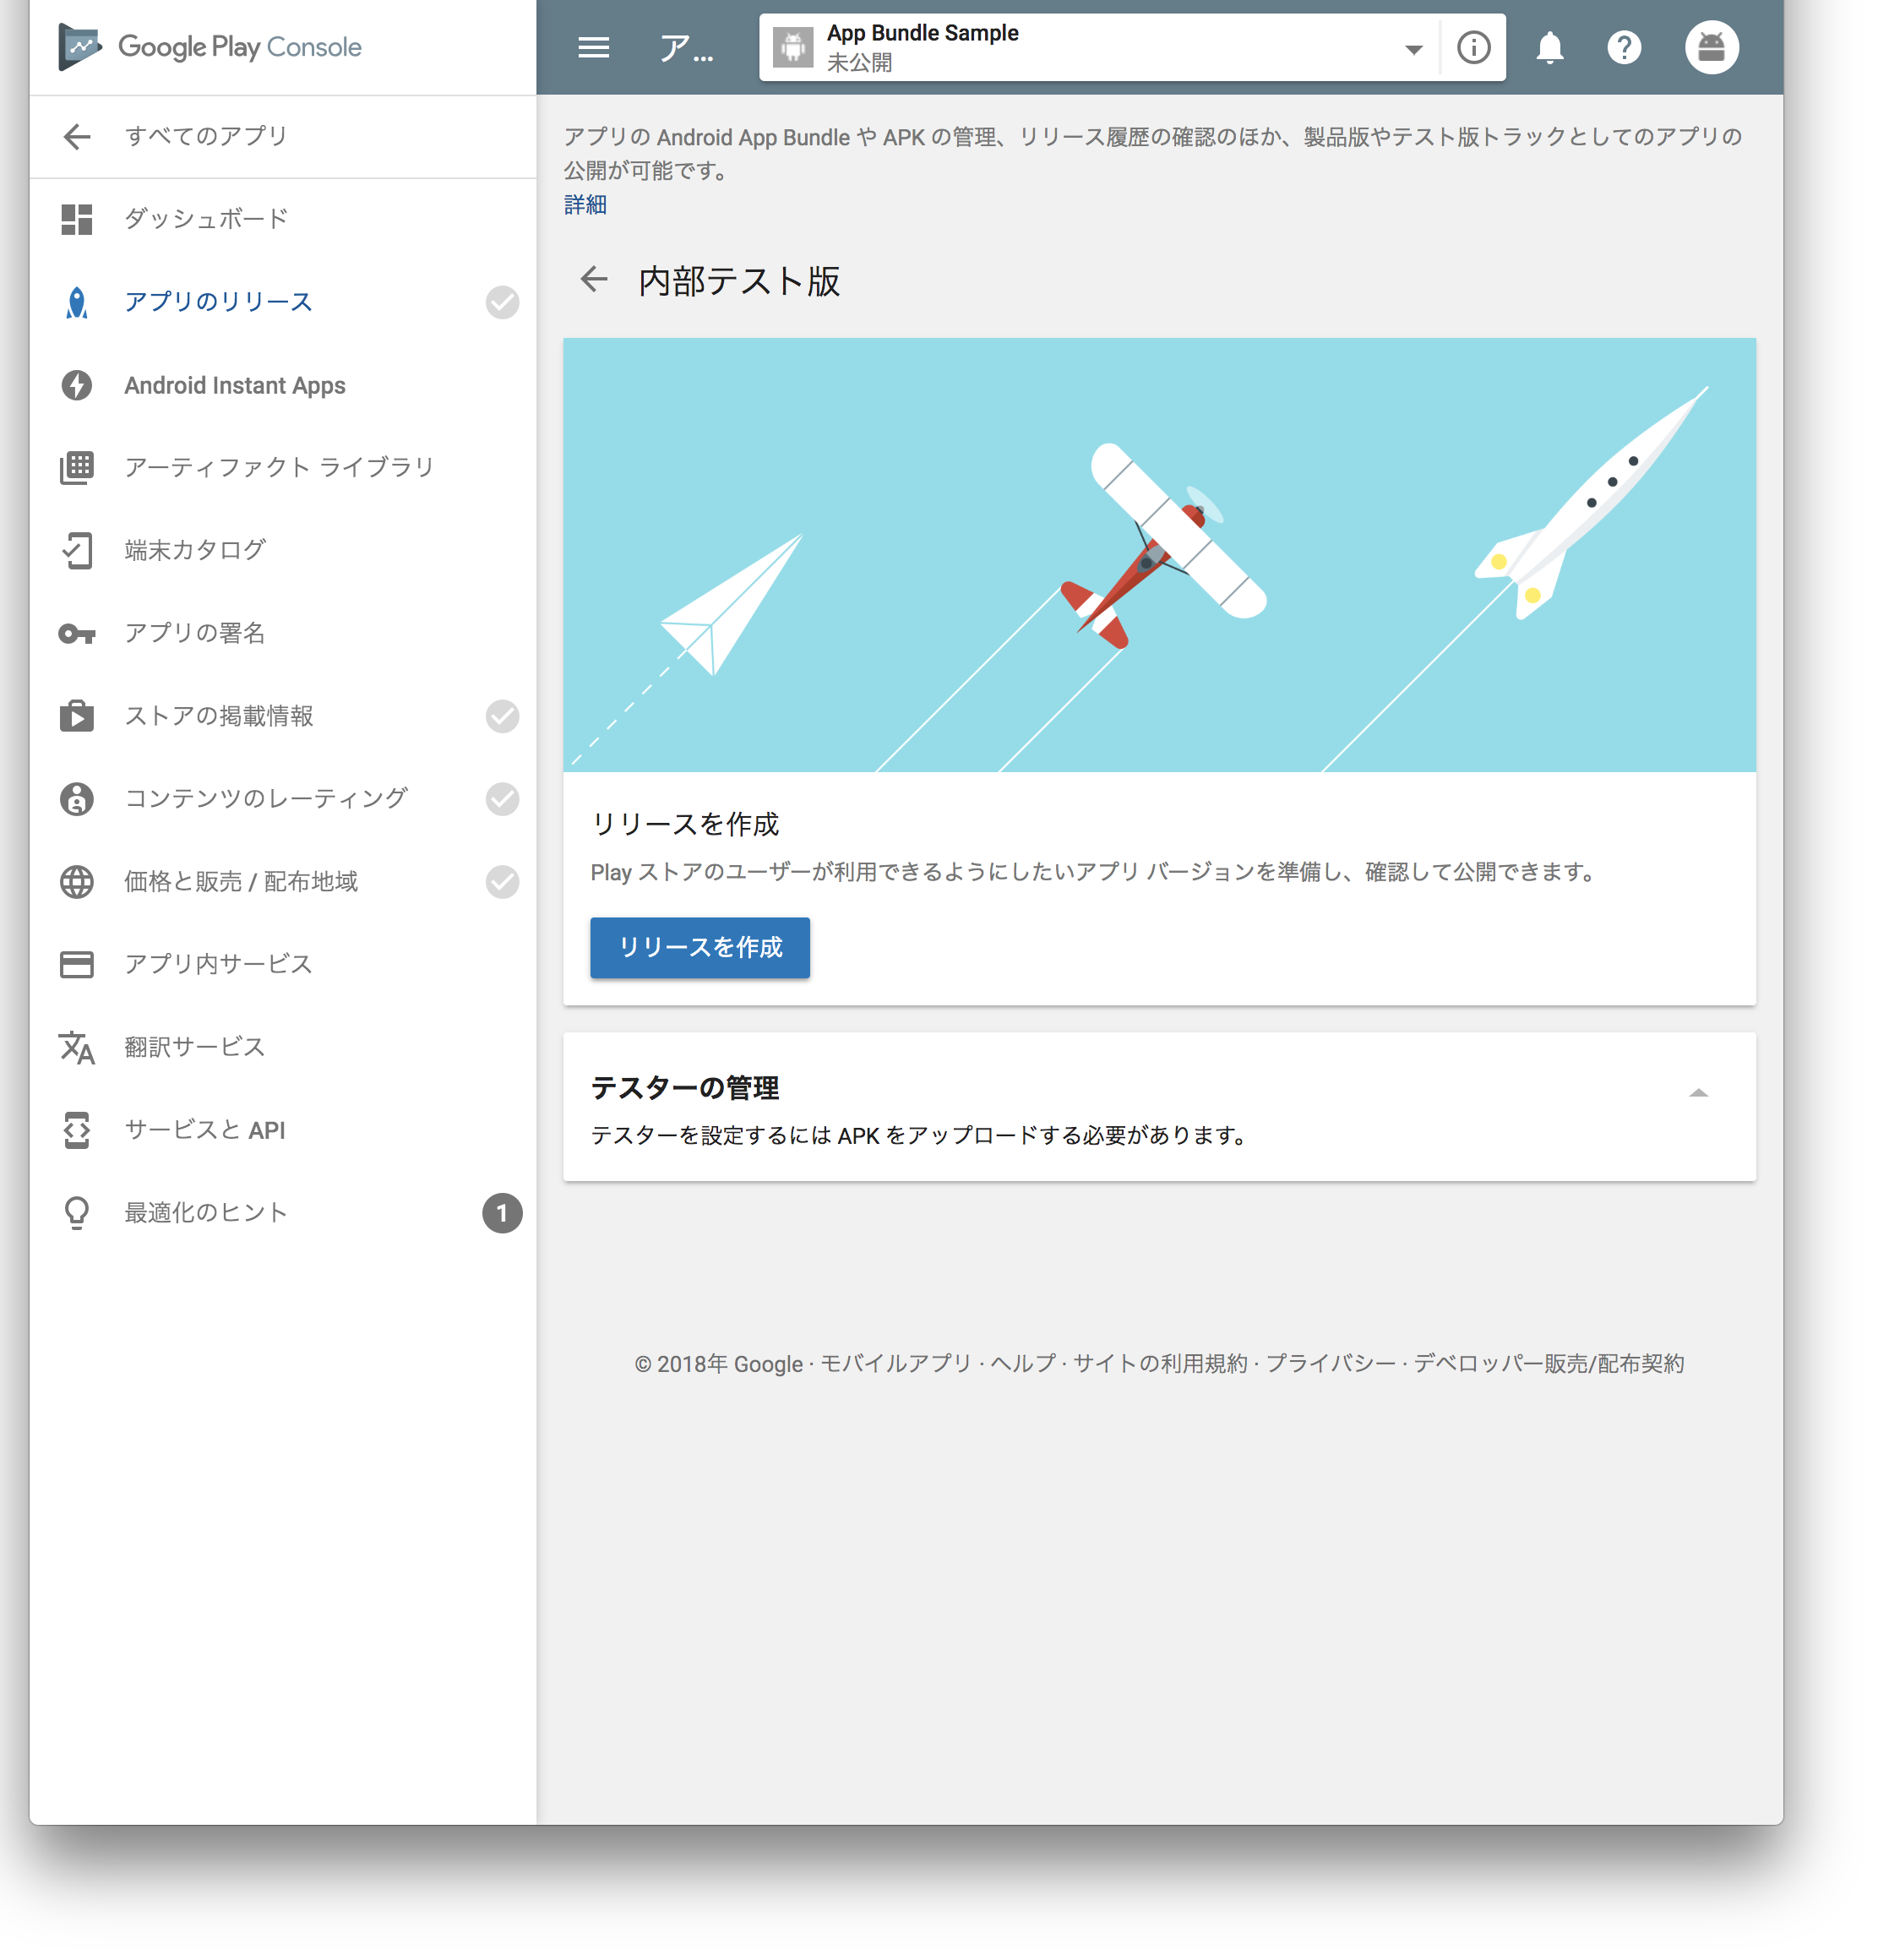 Google Play Console
すべてのアプリ
ダッシュボード
アプリのリリース
Android Instant Apps
アーティファクト ライブラリ
端末カタログ
アプリの署名
ストアの掲載情報
コンテンツのレーティング
価格と販売 / 配布地域
アプリ内サービス
翻訳サービス
サービスと API
最適化のヒント
1
ア...
App Bundle Sample
未公開
アプリの Android App Bundle や APK の管理、リリース履歴の確認のほか、製品版やテスト版トラックとしてのアプリの
公開が可能です。
詳細
内部テスト版
リリースを作成
Play ストアのユーザーが利用できるようにしたいアプリ バージョンを準備し、確認して公開できます。
リリースを作成
テスターの管理
テスターを設定するには APK をアップロードする必要があります。
© 2018年 Google · モバイルアプリ · ヘルプ · サイトの利用規約 · プライバシー · デベロッパー販売/配布契約